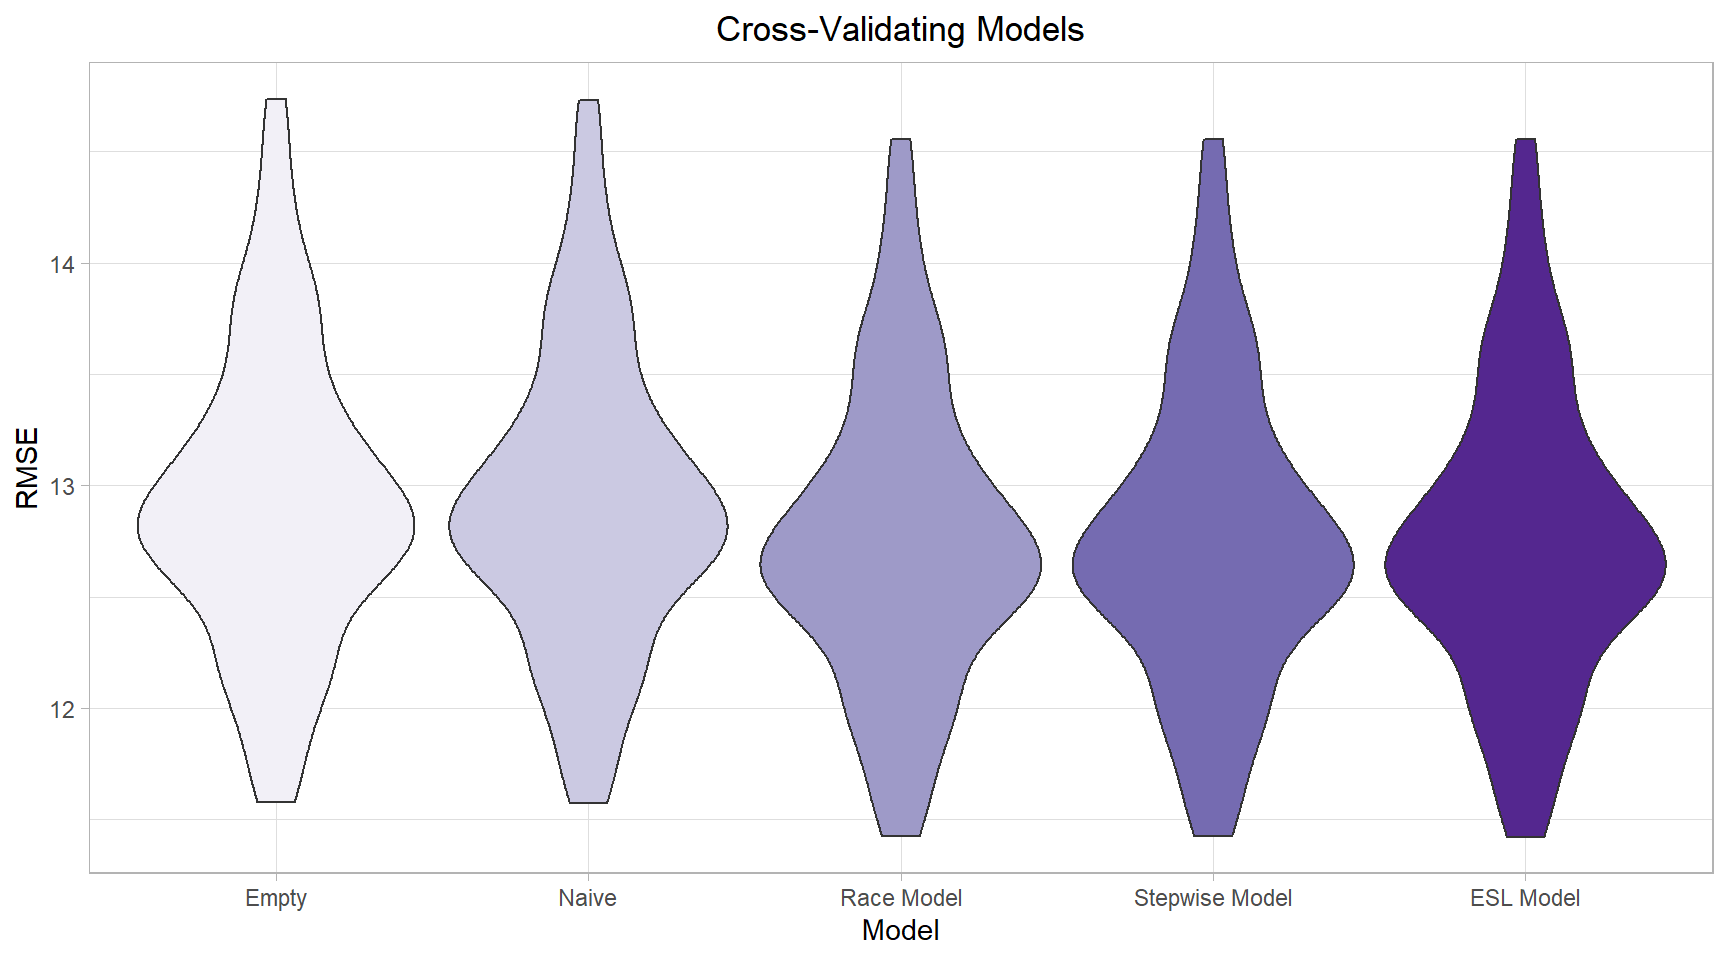 Cross-Validating Models
RMSE
14
13
12
Empty
Naive
Race Model
Stepwise Model
ESL Model
Model